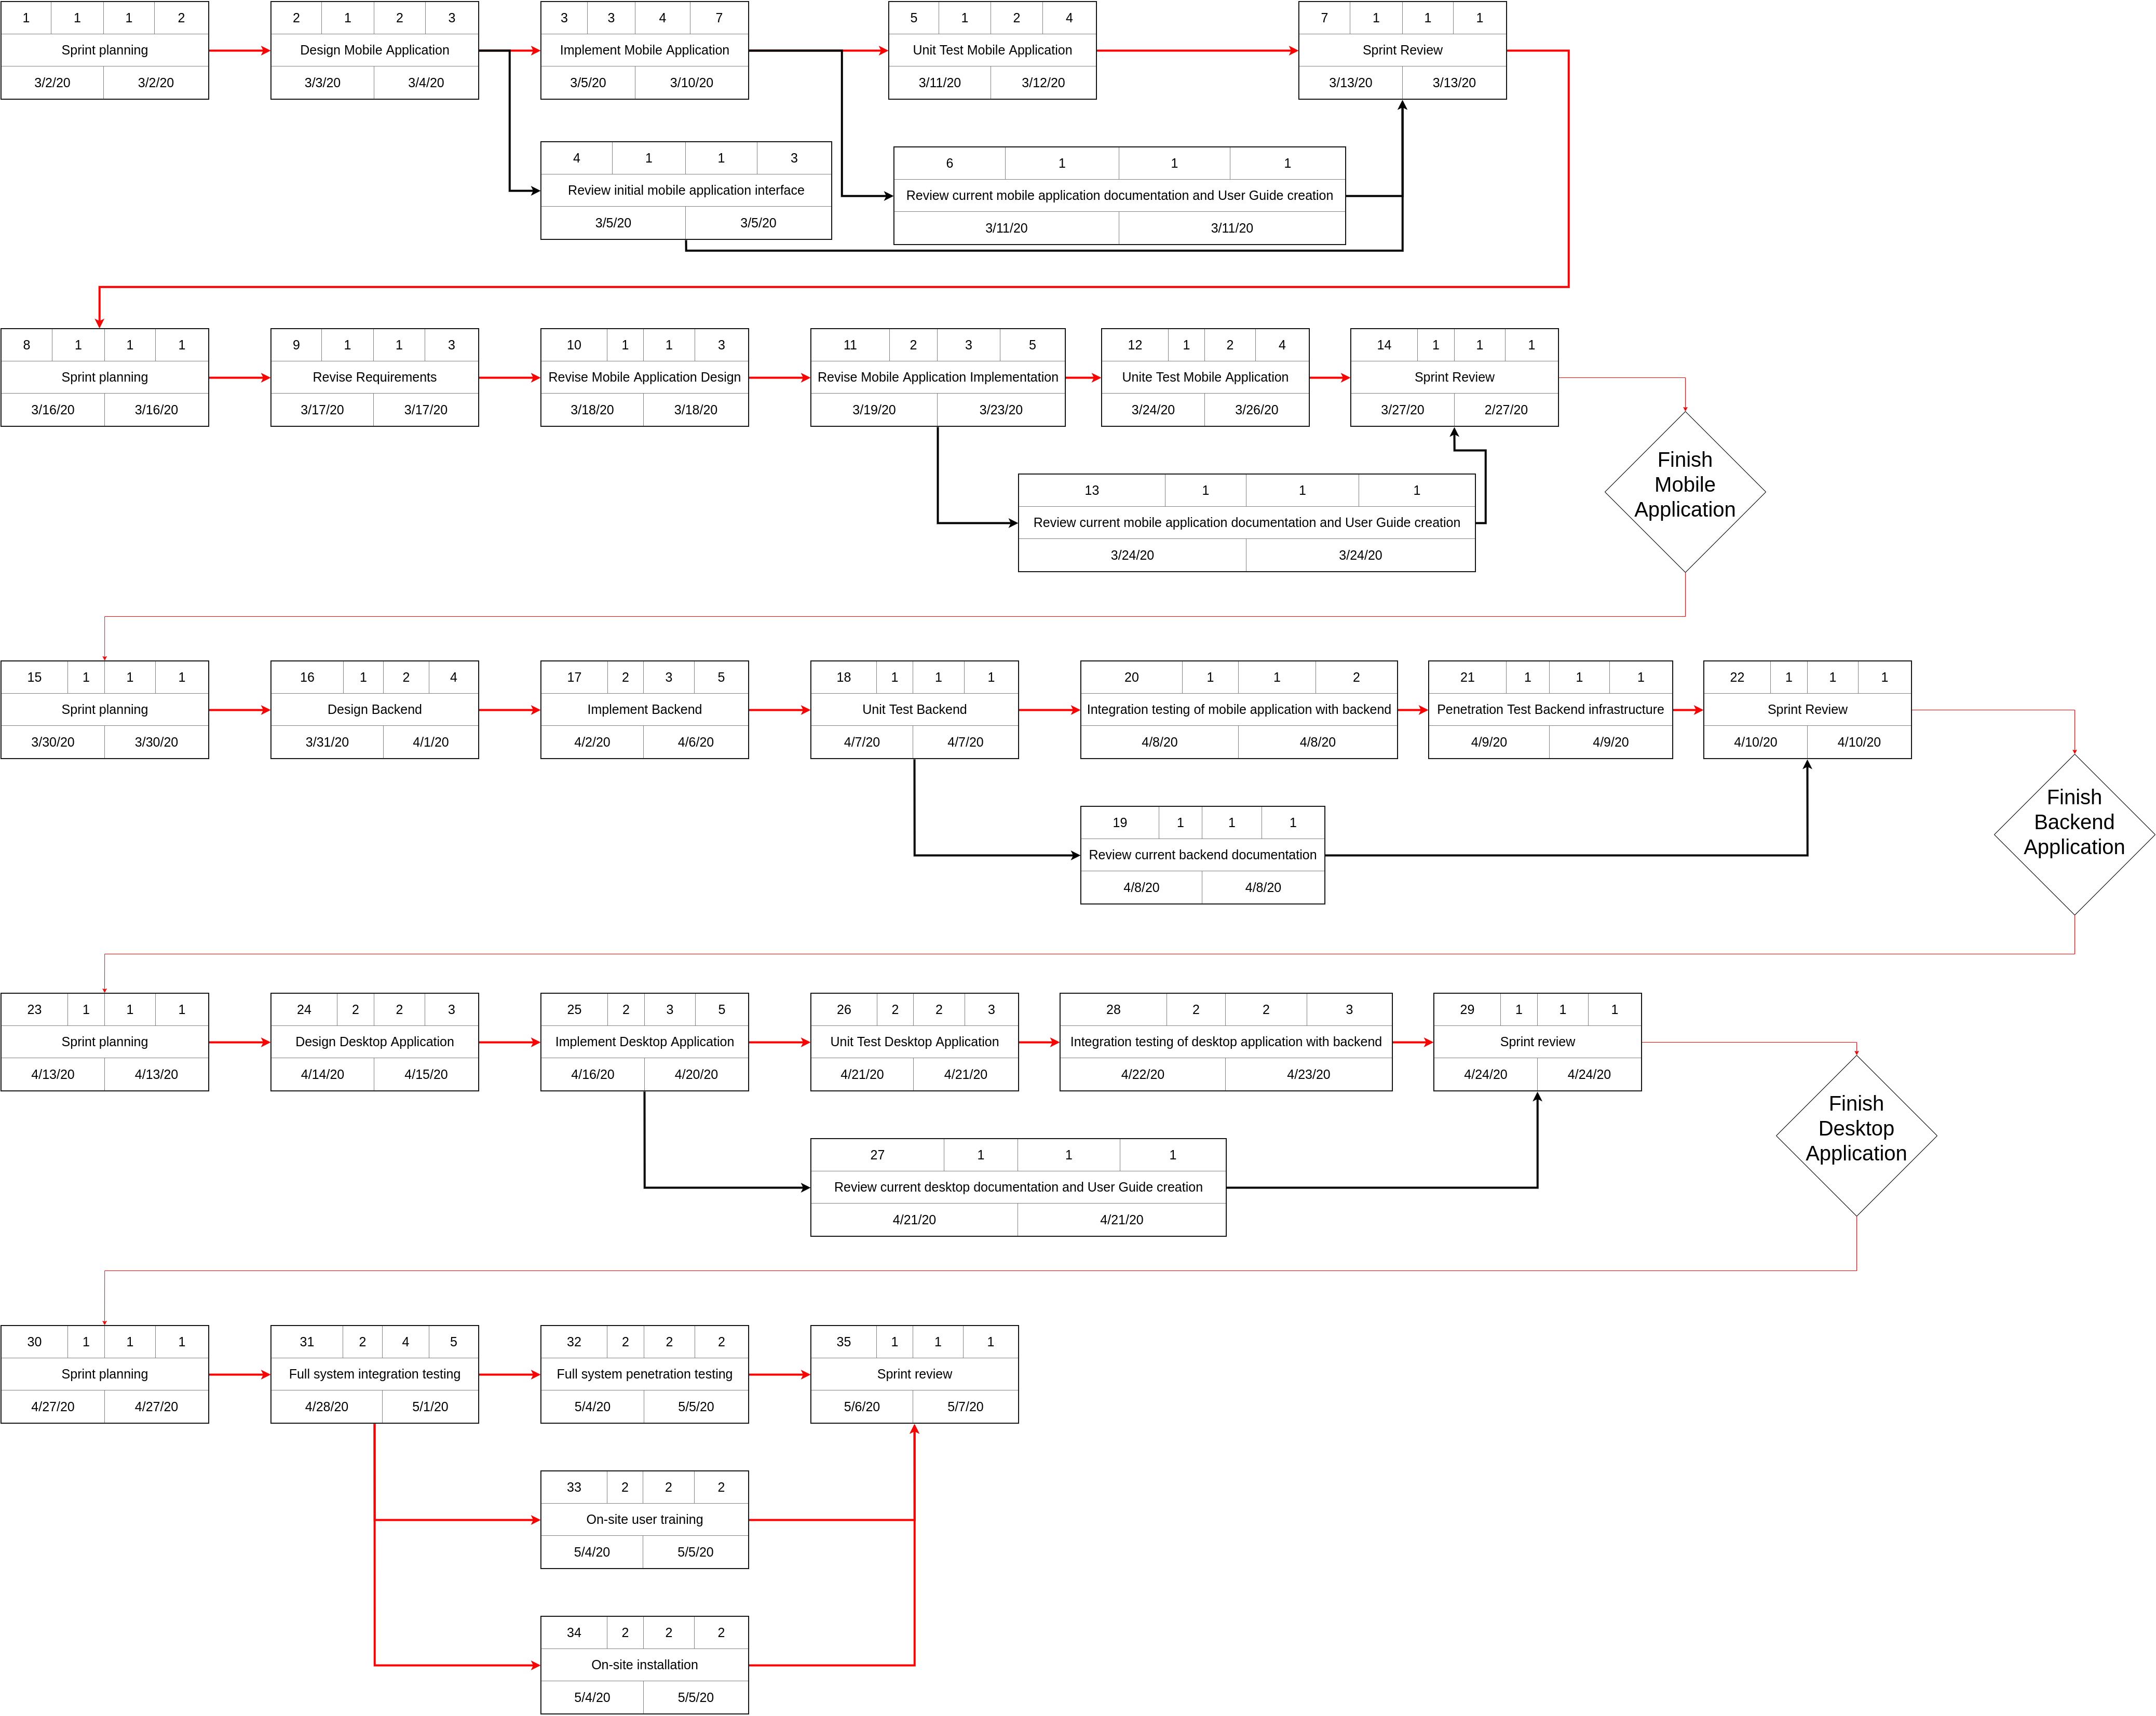 1 1 1 2
Sprint planning
3/2/20 3/2/20
2 1 2 3
Design Mobile Application
3/3/20 3/4/20
3 3 4 7
Implement Mobile Application
3/5/20 3/10/20
5 1 2 4
Unit Test Mobile Application
3/11/20 3/12/20
7 1 1 1
Sprint Review
3/13/20 3/13/20
4 1 1 3
Review initial mobile application interface
3/5/20 3/5/20
6 1 1 1
Review current mobile application documentation and User Guide creation
3/11/20 3/11/20
8 1 1 1
Sprint planning
3/16/20 3/16/20
9 1 1 3
Revise Requirements
3/17/20 3/17/20
10 1 1 3
Revise Mobile Application Design
3/18/20 3/18/20
11 2 3 5
Revise Mobile Application Implementation
3/19/20 3/23/20
12 1 2 4
Unite Test Mobile Application
3/24/20 3/26/20
14 1 1 1
Sprint Review
3/27/20 2/27/20
Finish
Mobile
Application
13 1 1 1
Review current mobile application documentation and User Guide creation
3/24/20 3/24/20
15 1 1 1
Sprint planning
3/30/20 3/30/20
16 1 2 4
Design Backend
3/31/20 4/1/20
17 2 3 5
Implement Backend
4/2/20 4/6/20
18 1 1 1
Unit Test Backend
4/7/20 4/7/20
20 1 1 2
Integration testing of mobile application with backend
4/8/20 4/8/20
21 1 1 1
Penetration Test Backend infrastructure
4/9/20 4/9/20
22 1 1 1
Sprint Review
4/10/20 4/10/20
Finish
Backend
Application
19 1 1 1
Review current backend documentation
4/8/20 4/8/20
23 1 1 1
Sprint planning
4/13/20 4/13/20
24 2 2 3
Design Desktop Application
4/14/20 4/15/20
25 2 3 5
Implement Desktop Application
4/16/20 4/20/20
26 2 2 3
Unit Test Desktop Application
4/21/20 4/21/20
28 2 2 3
Integration testing of desktop application with backend
4/22/20 4/23/20
29 1 1 1
Sprint review
4/24/20 4/24/20
Finish
Desktop
Application
27 1 1 1
Review current desktop documentation and User Guide creation
4/21/20 4/21/20
30 1 1 1
Sprint planning
4/27/20 4/27/20
31 2 4 5
Full system integration testing
4/28/20 5/1/20
32 2 2 2
Full system penetration testing
5/4/20 5/5/20
35 1 1 1
Sprint review
5/6/20 5/7/20
33 2 2 2
On-site user training
5/4/20 5/5/20
34 2 2 2
On-site installation
5/4/20 5/5/20